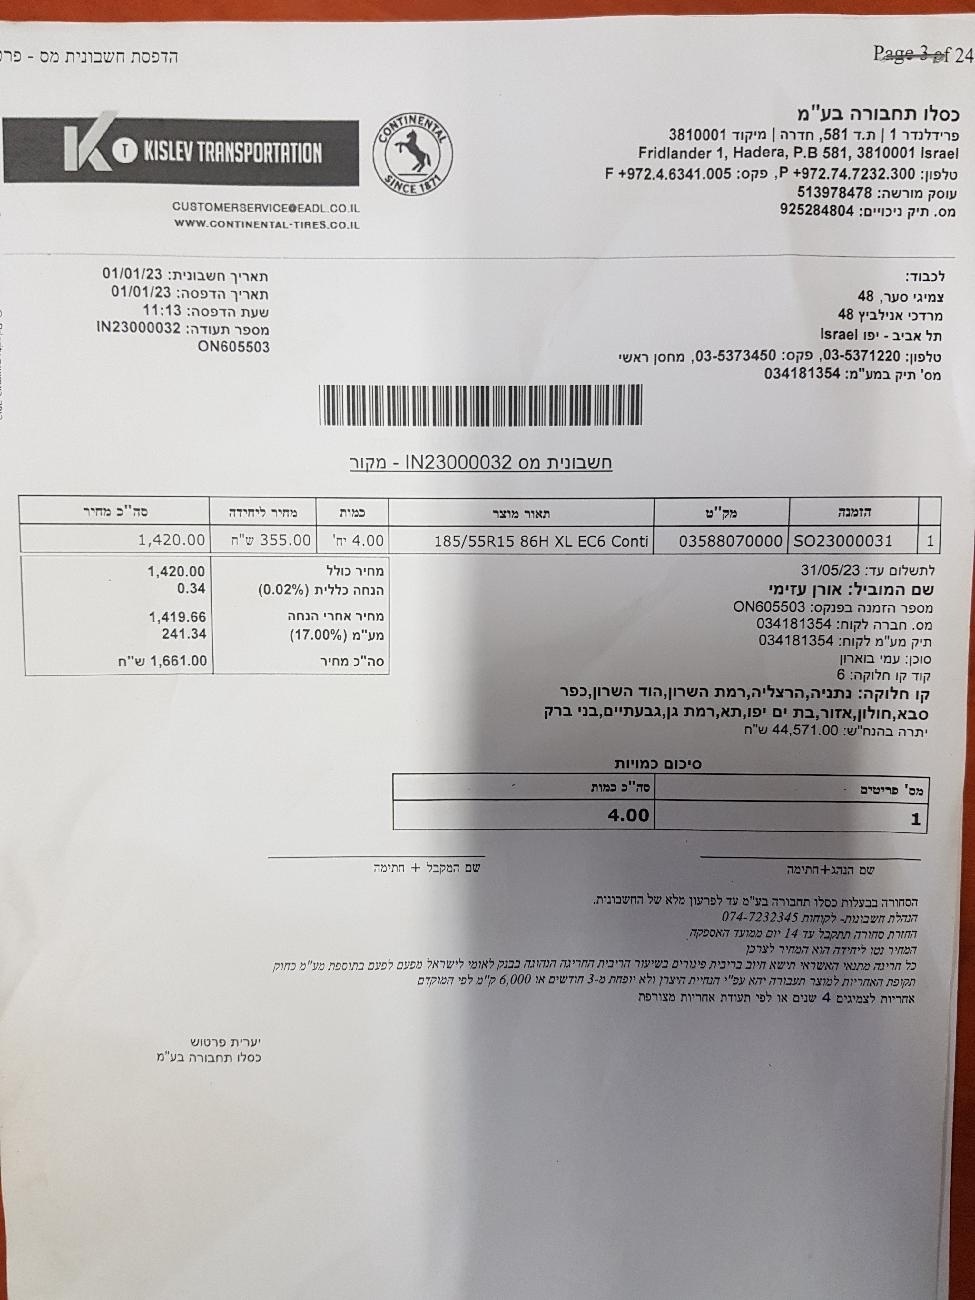 Page 3 of 24
הדפסת חשבונית מס - פר
כסלו תחבורה בע"מ
פרידלנדר 1 | ת.ד 581, חדרה | מיקוד 3810001
Fridlander 1, Hadera, P.B 581, 3810001 Israel
טלפון: P +972.74.7232.300, פקס: F +972.4.6341.005
עוסק מורשה: 513978478
מס. תיק ניכויים: 925284804
K T KISLEV TRANSPORTATION
CONTINENTAL
SINCE 1871
CUSTOMERSERVICE@EADL.CO.IL
WWW.CONTINENTAL-TIRES.CO.IL
לכבוד:
צמיגי סער, 48
מרדכי אנילביץ 48
תל אביב - יפו Israel
טלפון: 03-5371220, פקס: 03-5373450, מחסן ראשי
מס' תיק במע"מ: 034181354
תאריך חשבונית: 01/01/23
תאריך הדפסה: 01/01/23
שעת הדפסה: 11:13
מספר תעודה: IN23000032
ON605503
חשבונית מס IN23000032 - מקור
הזמנה מק"ט תאור מוצר כמות מחיר ליחידה סה"כ מחיר
1 SO23000031 03588070000 185/55R15 86H XL EC6 Conti 4.00 יח' 355.00 ש"ח 1,420.00
מחיר כולל 1,420.00
הנחה כללית (0.02%) 0.34
מחיר אחרי הנחה 1,419.66
מע"מ (17.00%) 241.34
סה"כ מחיר 1,661.00 ש"ח
לתשלום עד: 31/05/23
שם המוביל: אורן עזימי
מספר הזמנה בפנקס: ON605503
מס. חברה לקוח: 034181354
תיק מע"מ לקוח: 034181354
סוכן: עמי בוארון
קוד קו חלוקה: 6
קו חלוקה: נתניה,הרצליה,רמת השרון,הוד השרון,כפר
סבא,חולון,אזור,בת ים יפו,תא,רמת גן,גבעתיים,בני ברק
יתרה בהנח"ש: 44,571.00 ש"ח
סיכום כמויות
מס' פריטים סה"כ כמות
1 4.00
שם הנהג+חתימה שם המקבל + חתימה
הסחורה בבעלות כסלו תחבורה בע"מ עד לפרעון מלא של החשבונית.
הנהלת חשבונות- לקוחות 074-7232345
החזרת סחורה תתקבל עד 14 יום ממועד האספקה.
המחיר נטו ליחידה הוא המחיר לצרכן
כל חריגה מתנאי האשראי תישא חיוב בריבית פיגורים בשיעור הריבית החריגה הנהוגה בבנק לאומי לישראל מפעם לפעם בתוספת מע"מ כחוק
תקופת האחריות למוצר תעבורה יהא עפ"י הנחיית היצרן ולא יופחת מ-3 חודשים או 6,000 ק"מ לפי המוקדם
אחריות לצמיגים 4 שנים או לפי תעודת אחריות מצורפת
יערית פרטוש
כסלו תחבורה בע"מ